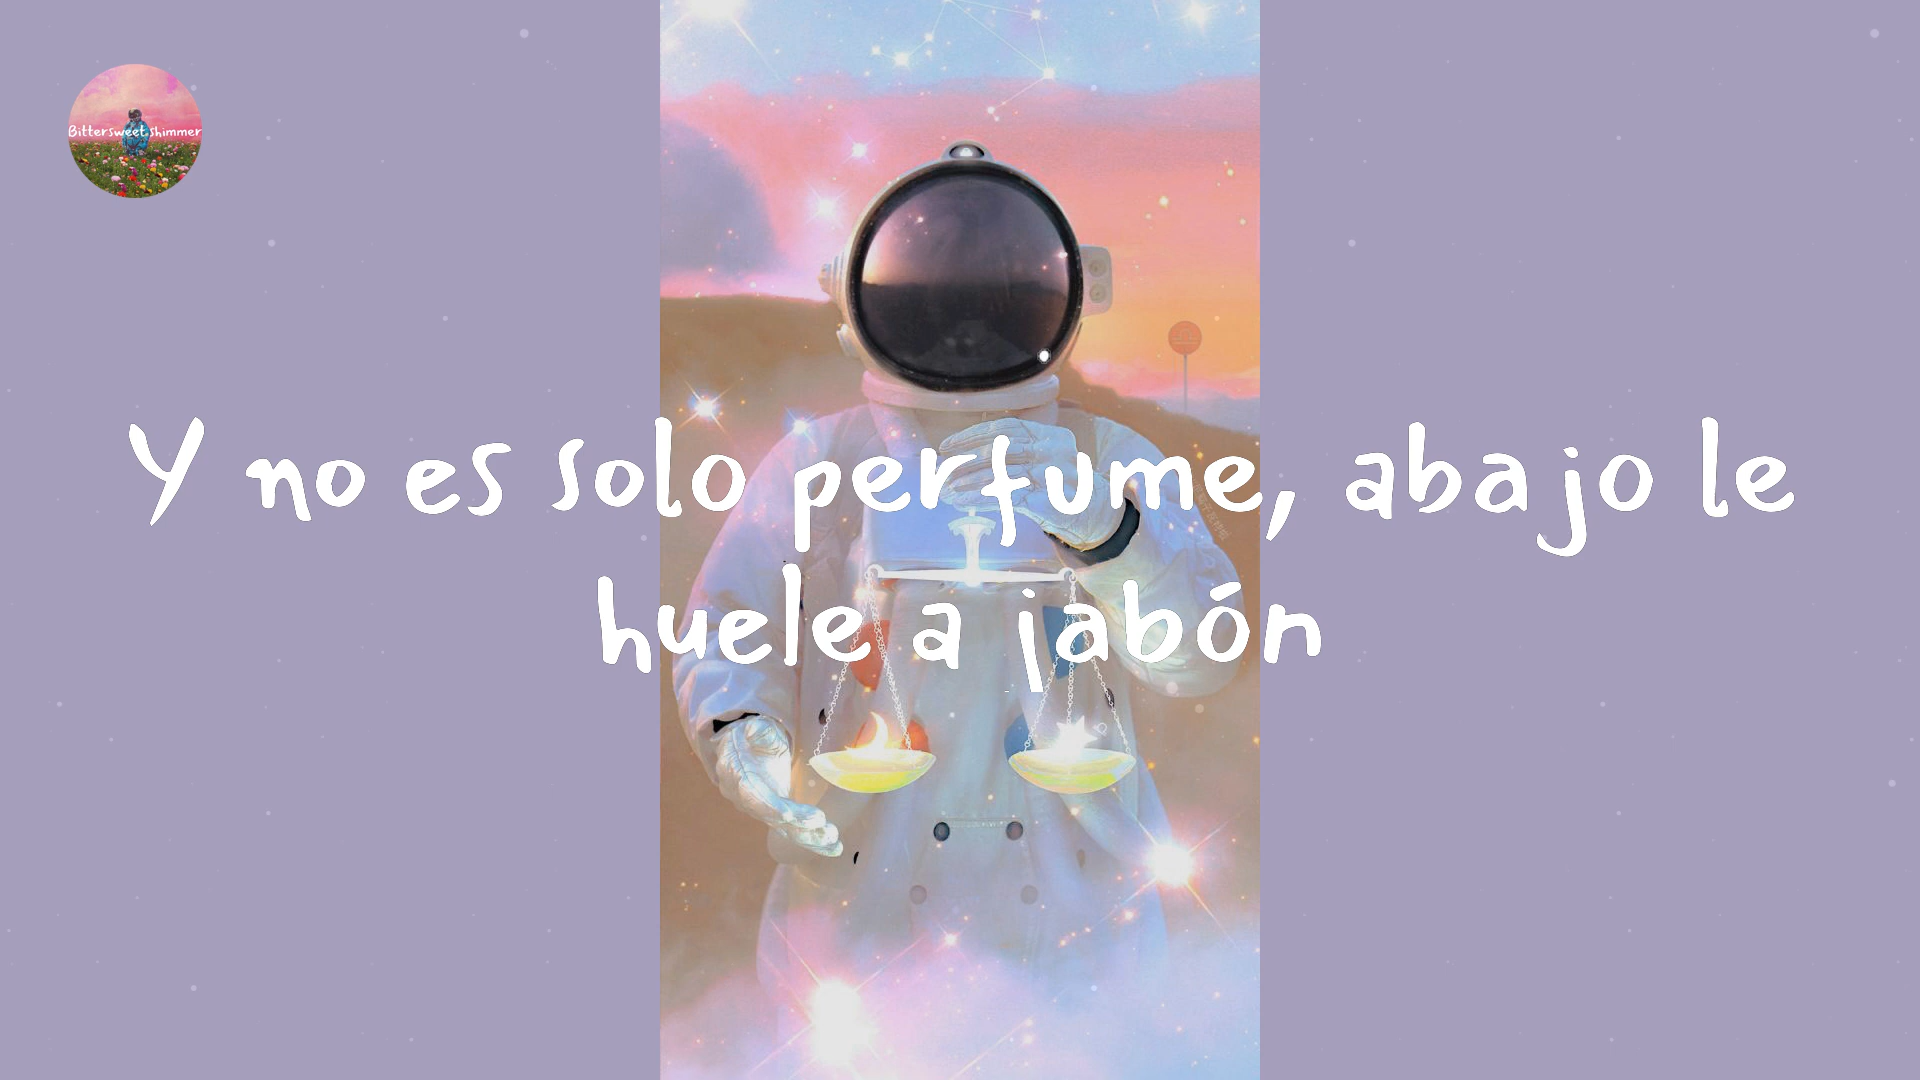 Bittersweet shimmer
Y no es solo perfume, abajo le
huele a jabón